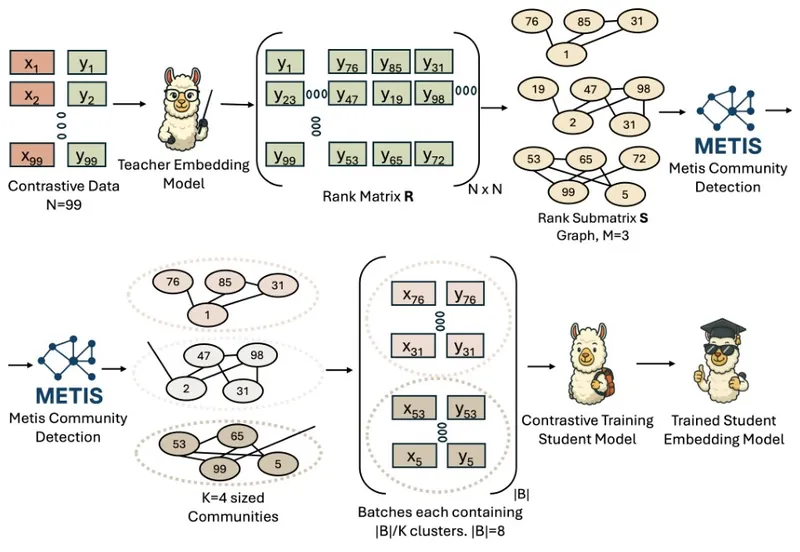 x1 y1
x2 y2
x99 y99
Contrastive Data
N=99
Teacher Embedding
Model
y1 y76 y85 y31
y23 y47 y19 y98
y99 y53 y65 y72
N x N
Rank Matrix R
76 85 31
1
19 47 98
2 31
53 65 72
99 5
Rank Submatrix S
Graph, M=3
METIS
Metis Community
Detection
METIS
Metis Community
Detection
76 85 31
1
47 98
2 31
53 65
99 5
K=4 sized
Communities
x76 y76
x31 y31
x53 y53
x5 y5
|B|
Batches each containing
|B|/K clusters. |B|=8
Contrastive Training
Student Model
Trained Student
Embedding Model